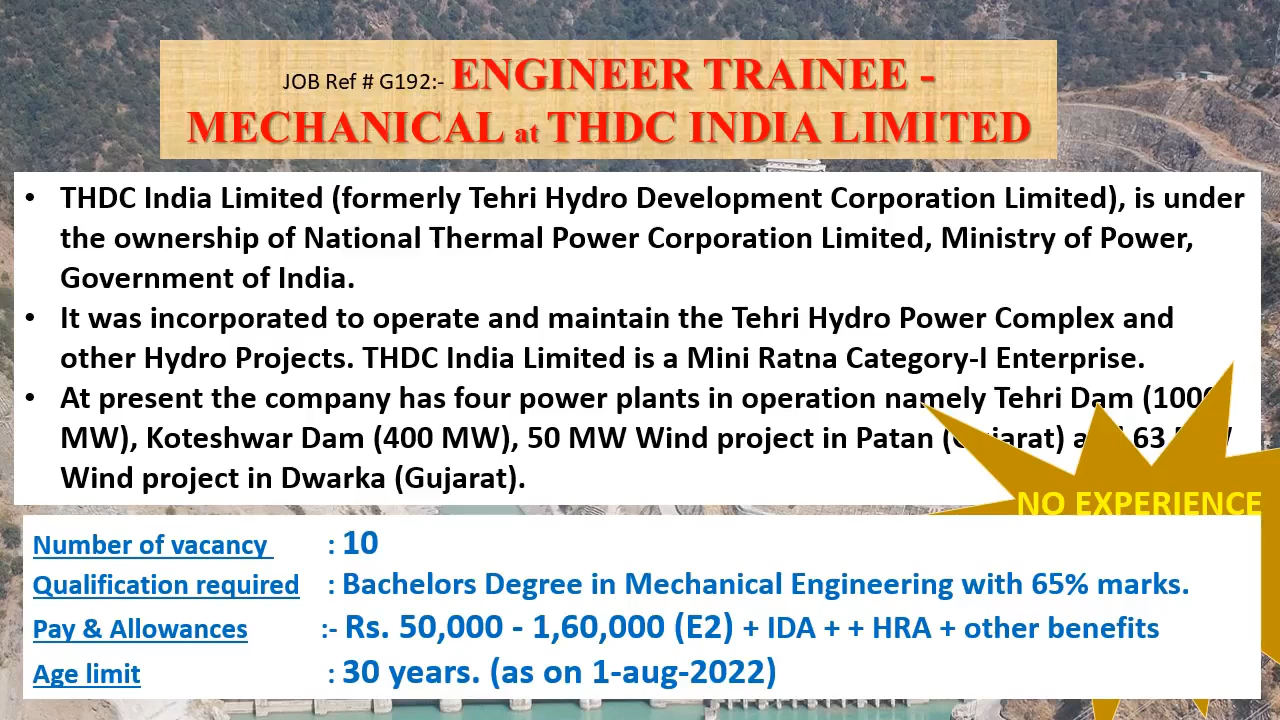 JOB Ref # G192:- ENGINEER TRAINEE -
MECHANICAL at THDC INDIA LIMITED
• THDC India Limited (formerly Tehri Hydro Development Corporation Limited), is under
the ownership of National Thermal Power Corporation Limited, Ministry of Power,
Government of India.
• It was incorporated to operate and maintain the Tehri Hydro Power Complex and
other Hydro Projects. THDC India Limited is a Mini Ratna Category-I Enterprise.
• At present the company has four power plants in operation namely Tehri Dam (1000
MW), Koteshwar Dam (400 MW), 50 MW Wind project in Patan (Gujarat) 63
Wind project in Dwarka (Gujarat).
NO EXPERIENCE
Number of vacancy : 10
Qualification required : Bachelors Degree in Mechanical Engineering with 65% marks.
Pay & Allowances :- Rs. 50,000 - 1,60,000 (E2) + IDA + + HRA + other benefits
Age limit : 30 years. (as on 1-aug-2022)